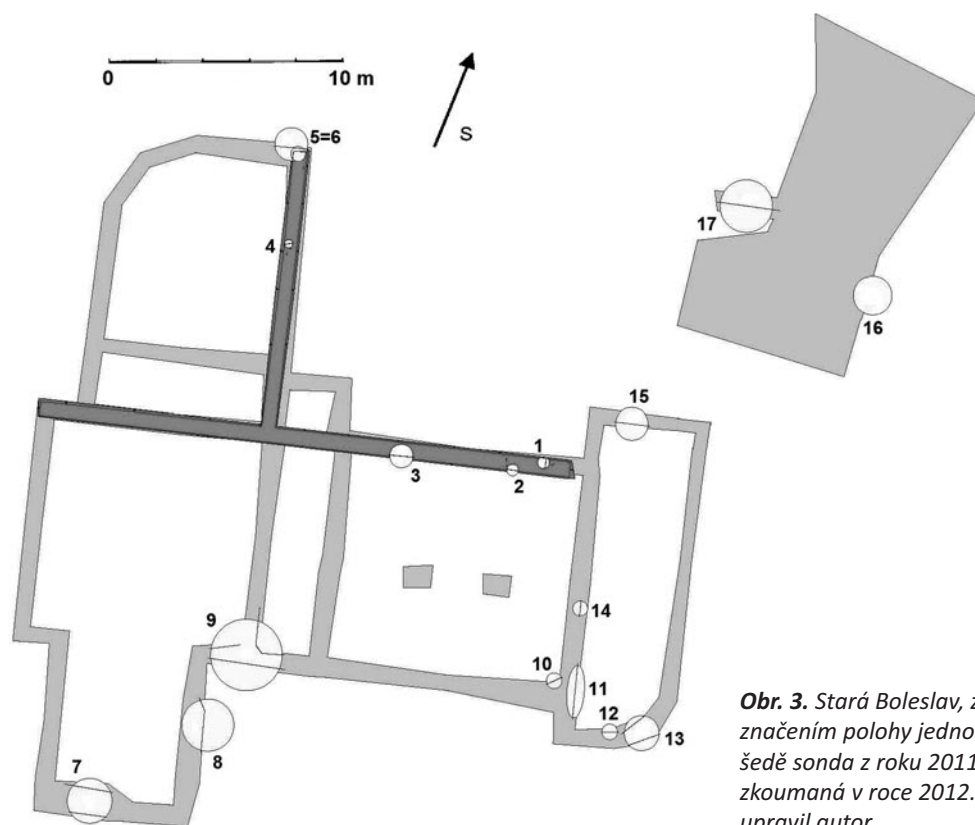 0 10 m
S
5=6
4
17
16
15
1
3
2
14
9
10
11
12
13
8
7
Obr. 3. Stará Boleslav, z
značením polohy jedno
šedě sonda z roku 2011
zkoumaná v roce 2012.
upravil autor